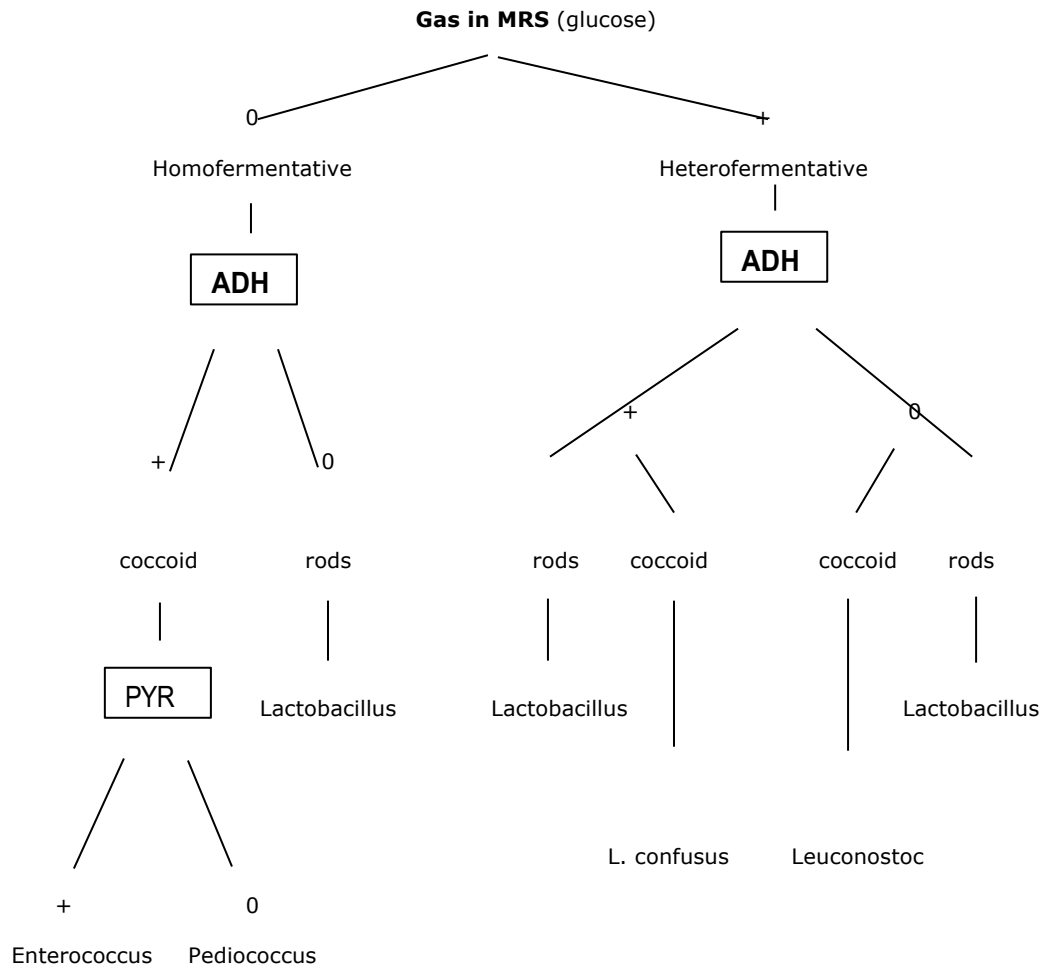 Gas in MRS (glucose)
0 +
Homofermentative Heterofermentative
ADH ADH
+ 0
+ 0
coccoid rods rods coccoid coccoid rods
PYR Lactobacillus Lactobacillus Lactobacillus
L. confusus Leuconostoc
+ 0
Enterococcus Pediococcus